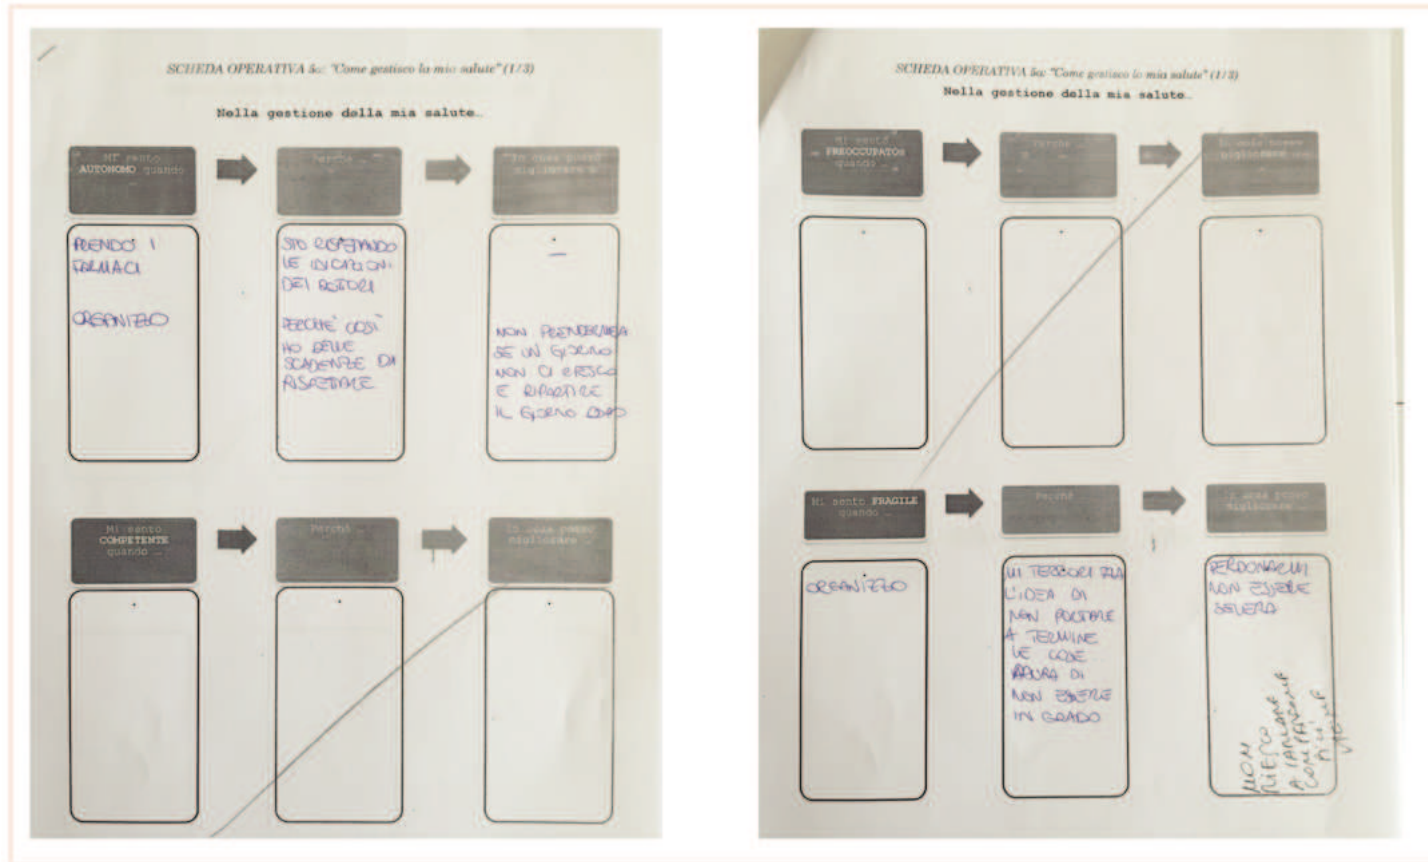 SCHEDA OPERATIVA 5a: "Come gestisco la mia salute" (1/3)
Nella gestione della mia salute…
Mi sento
AUTONOMO quando
…
Perché …
In cosa posso
migliorare …
PRENDO I
FARMACI
ORGANIZZO
STO RISPETTANDO
LE INDICAZIONI
DEI DOTTORI
PERCHÉ COSÌ
HO DELLE
SCADENZE DA
RISPETTARE
-
NON PRENDERMELA
SE UN GIORNO
NON CI RIESCO
E RIPARTIRE
IL GIORNO DOPO
Mi sento
COMPETENTE
quando …
Perché …
In cosa posso
migliorare …
SCHEDA OPERATIVA 5a: "Come gestisco la mia salute" (1/3)
Nella gestione della mia salute…
Mi sento
PREOCCUPATO
quando …
Perché …
In cosa posso
migliorare …
Mi sento FRAGILE
quando …
Perché …
In cosa posso
migliorare …
ORGANIZZO
MI TERRORIZZA
L'IDEA DI
NON PORTARE
A TERMINE
LE COSE
PAURA DI
NON ESSERE
IN GRADO
PERDONARMI
NON ESSERE
SEVERA
NON
RIESCO
A
CON